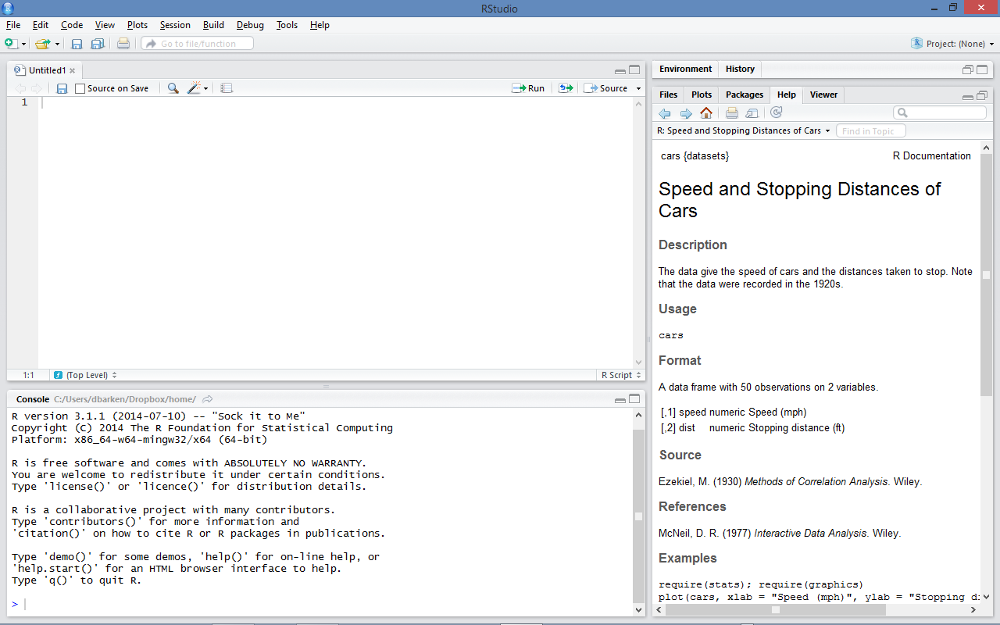 RStudio
File Edit Code View Plots Session Build Debug Tools Help
Go to file/function
Project: (None)
Untitled1
Source on Save
Run
Source
1
1:1 (Top Level) R Script
Console C:/Users/dbarken/Dropbox/home/
R version 3.1.1 (2014-07-10) -- "Sock it to Me"
Copyright (C) 2014 The R Foundation for Statistical Computing
Platform: x86_64-w64-mingw32/x64 (64-bit)
R is free software and comes with ABSOLUTELY NO WARRANTY.
You are welcome to redistribute it under certain conditions.
Type 'license()' or 'licence()' for distribution details.
R is a collaborative project with many contributors.
Type 'contributors()' for more information and
'citation()' on how to cite R or R packages in publications.
Type 'demo()' for some demos, 'help()' for on-line help, or
'help.start()' for an HTML browser interface to help.
Type 'q()' to quit R.
>
Environment History
Files Plots Packages Help Viewer
R: Speed and Stopping Distances of Cars Find in Topic
cars {datasets} R Documentation
Speed and Stopping Distances of
Cars
Description
The data give the speed of cars and the distances taken to stop. Note
that the data were recorded in the 1920s.
Usage
cars
Format
A data frame with 50 observations on 2 variables.
[,1] speed numeric Speed (mph)
[,2] dist numeric Stopping distance (ft)
Source
Ezekiel, M. (1930) Methods of Correlation Analysis. Wiley.
References
McNeil, D. R. (1977) Interactive Data Analysis. Wiley.
Examples
require(stats); require(graphics)
plot(cars, xlab = "Speed (mph)", ylab = "Stopping di